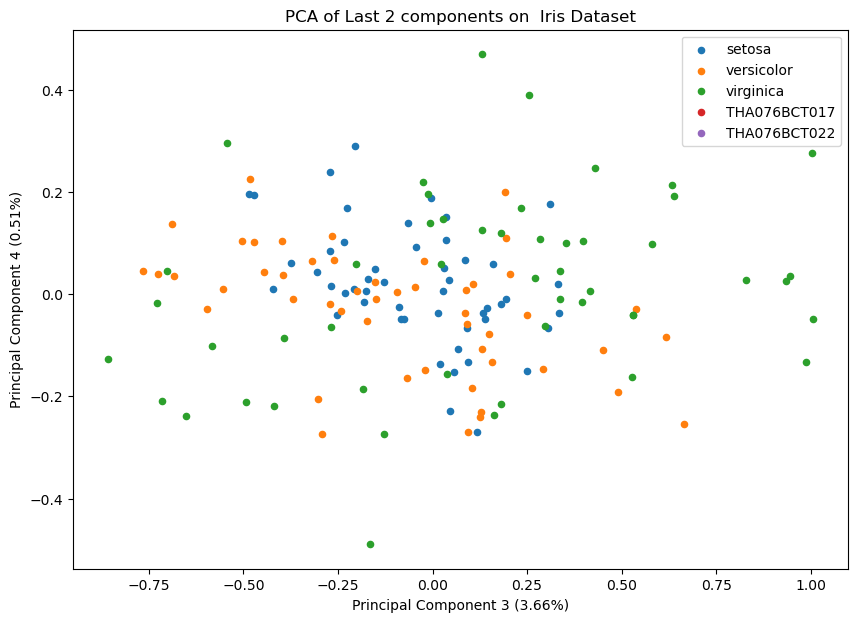 PCA of Last 2 components on  Iris Dataset
setosa
versicolor
virginica
THA076BCT017
THA076BCT022
0.4
0.2
0.0
−0.2
−0.4
Principal Component 4 (0.51%)
−0.75
−0.50
−0.25
0.00
0.25
0.50
0.75
1.00
Principal Component 3 (3.66%)